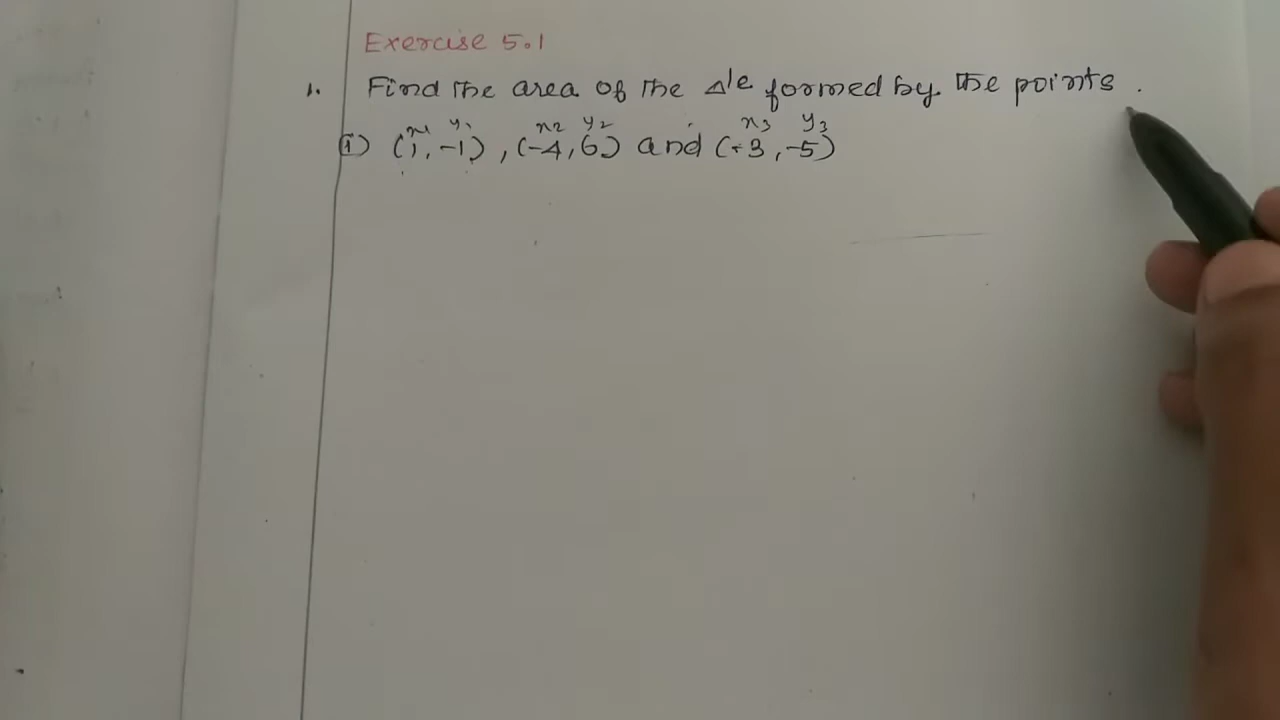 Exercise 5.1
1. Find the area of the Δle formed by the points.
x1 y1 x2 y2 x3 y3
(i) (1, -1), (-4, 6) and (-3, -5)